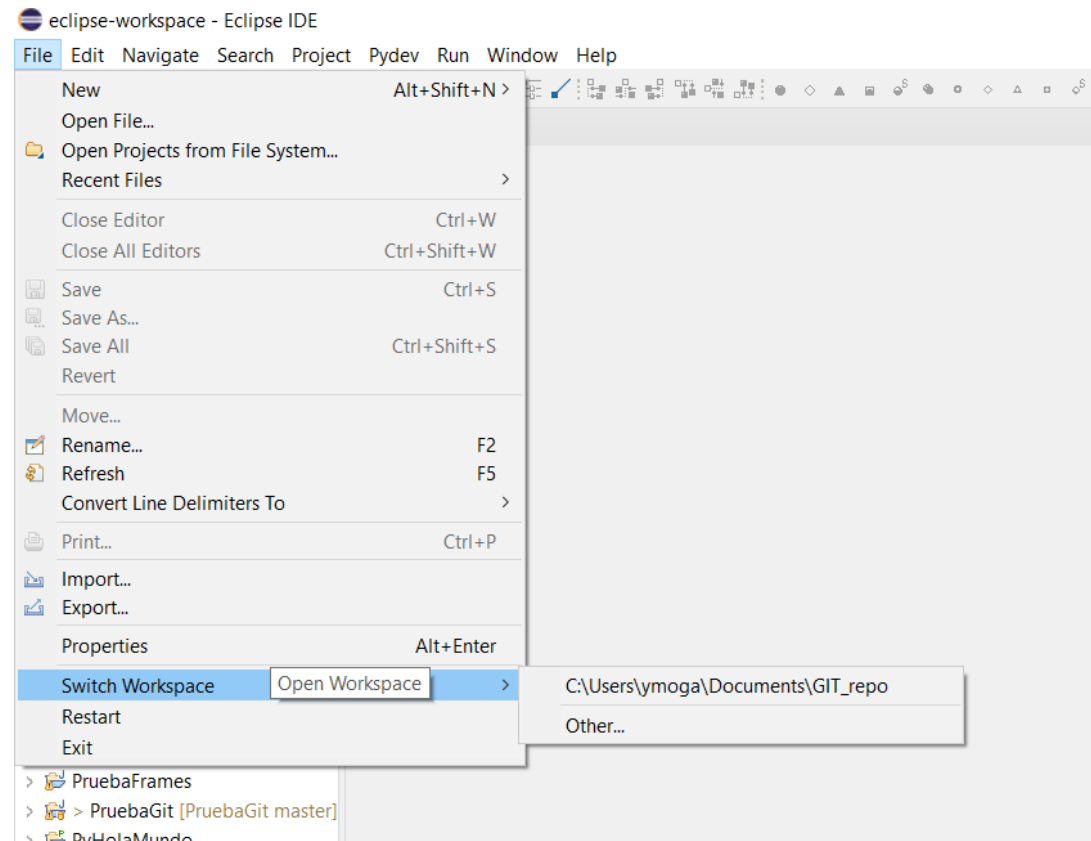 eclipse-workspace - Eclipse IDE
File Edit Navigate Search Project Pydev Run Window Help
New Alt+Shift+N >
Open File...
Open Projects from File System...
Recent Files >
Close Editor Ctrl+W
Close All Editors Ctrl+Shift+W
Save Ctrl+S
Save As...
Save All Ctrl+Shift+S
Revert
Move...
Rename... F2
Refresh F5
Convert Line Delimiters To >
Print... Ctrl+P
Import...
Export...
Properties Alt+Enter
Switch Workspace Open Workspace > C:\Users\ymoga\Documents\GIT_repo
Other...
Restart
Exit
> PruebaFrames
> > PruebaGit [PruebaGit master]
> PyHolaMundo